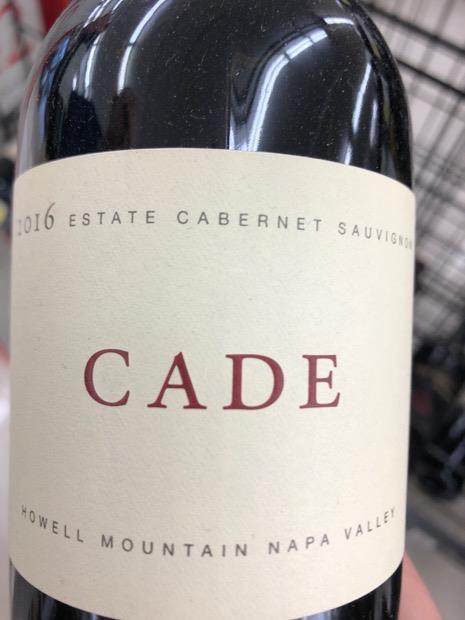 2016 ESTATE CABERNET SAUVIGNON
CADE
HOWELL MOUNTAIN NAPA VALLEY